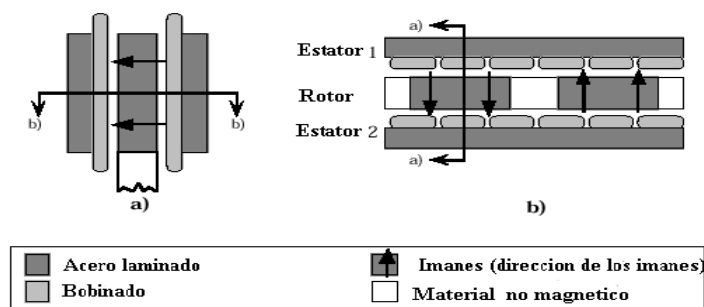 a)
Estator 1
Rotor
Estator 2
a)
b)
b)
a)
b)
Acero laminado
Bobinado
Imanes (direccion de los imanes)
Material no magnetico